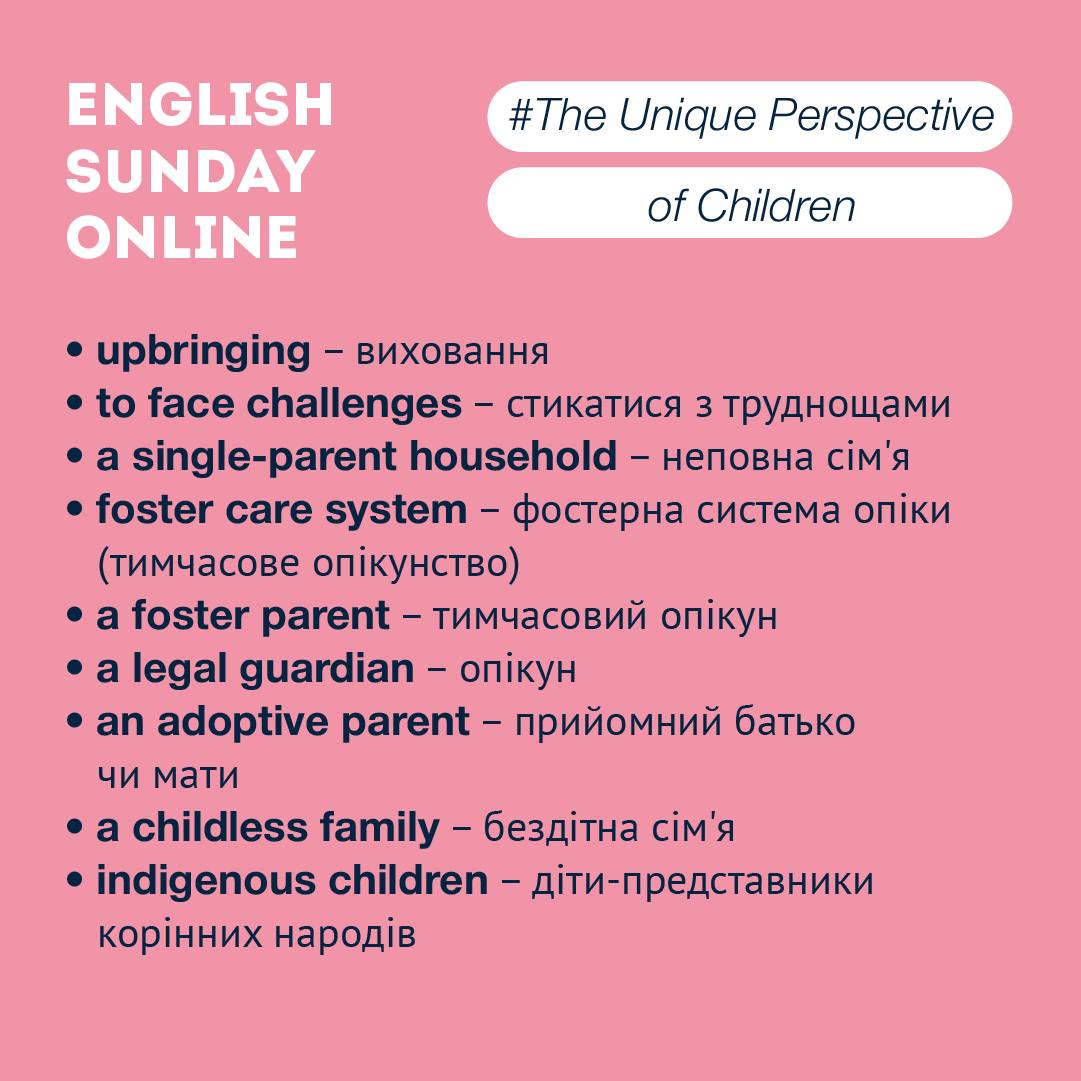 ENGLISH
SUNDAY
ONLINE
#The Unique Perspective
of Children
• upbringing – виховання
• to face challenges – стикатися з труднощами
• a single-parent household – неповна сім'я
• foster care system – фостерна система опіки
(тимчасове опікунство)
• a foster parent – тимчасовий опікун
• a legal guardian – опікун
• an adoptive parent – прийомний батько
чи мати
• a childless family – бездітна сім'я
• indigenous children – діти-представники
корінних народів